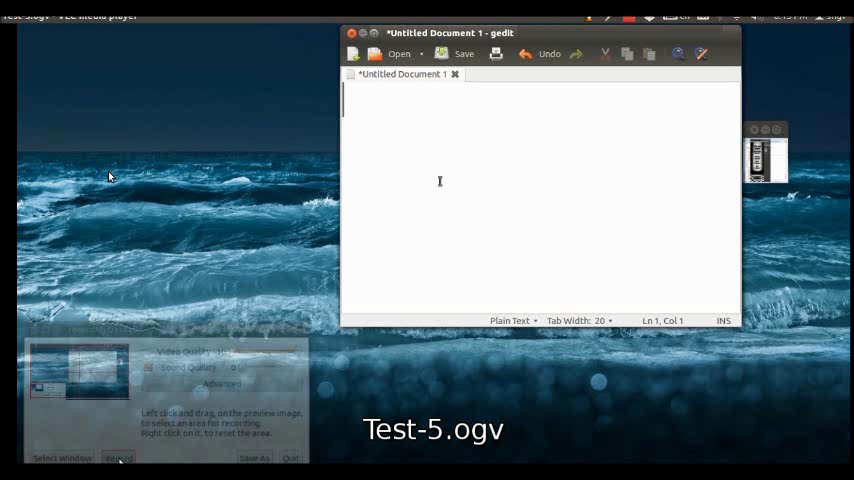 Test-5.ogv - VLC media player
*Untitled Document 1 - gedit
Open Save Undo
*Untitled Document 1
Plain Text Tab Width: 20 Ln 1, Col 1 INS
Video Quality
Sound Quality 0
Advanced
Left click and drag, on the preview image,
to select an area for recording.
Right click on it, to reset the area.
Select Window Record Save As Quit
Test-5.ogv